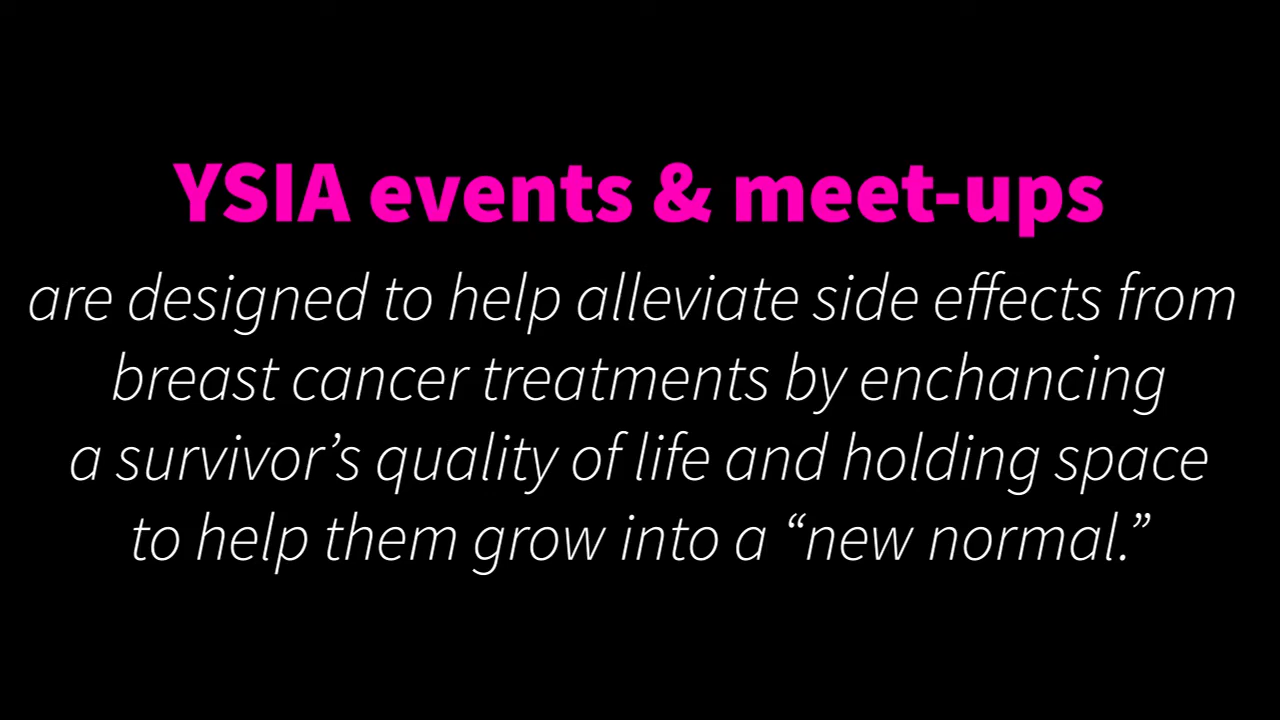 YSIA events & meet-ups
are designed to help alleviate side effects from
breast cancer treatments by enchancing
a survivor’s quality of life and holding space
to help them grow into a “new normal.”